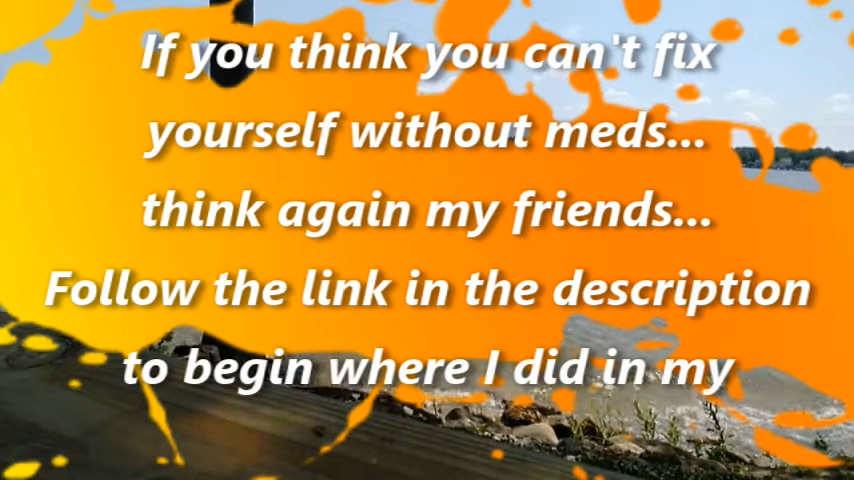 If you think you can't fix
yourself without meds...
think again my friends...
Follow the link in the description
to begin where I did in my